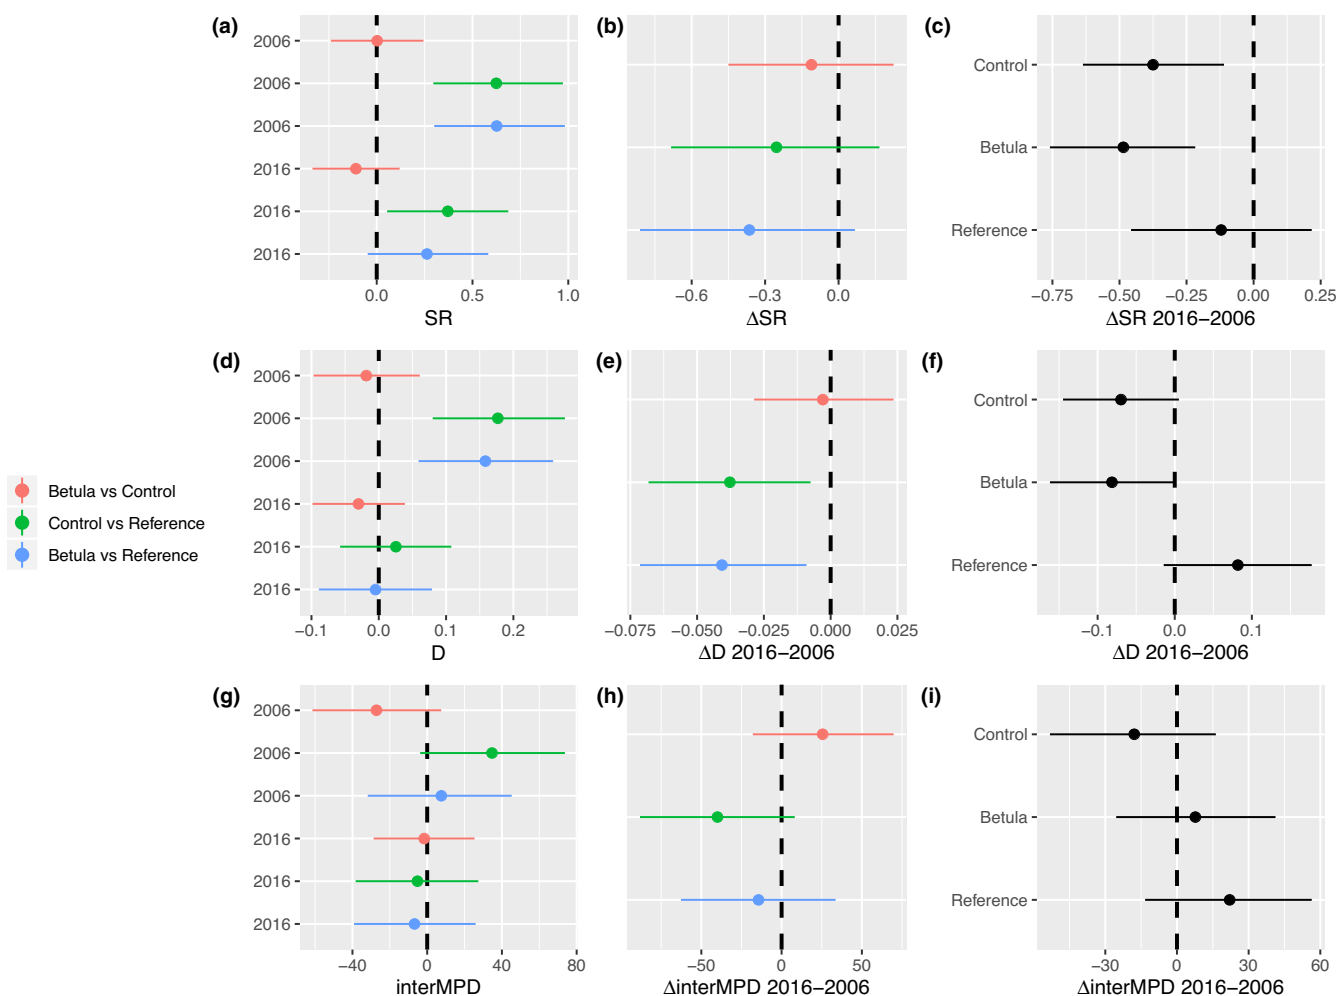 (a)
2006
2006
2006
2016
2016
2016
0.0 0.5 1.0
SR
(b)
−0.6 −0.3 0.0
ΔSR
(c)
Control
Betula
Reference
−0.75 −0.50 −0.25 0.00 0.25
ΔSR 2016−2006
Betula vs Control
Control vs Reference
Betula vs Reference
(d)
2006
2006
2006
2016
2016
2016
−0.1 0.0 0.1 0.2
D
(e)
−0.075 −0.050 −0.025 0.000 0.025
ΔD 2016−2006
(f)
Control
Betula
Reference
−0.1 0.0 0.1
ΔD 2016−2006
(g)
2006
2006
2006
2016
2016
2016
−40 0 40 80
interMPD
(h)
−50 0 50
ΔinterMPD 2016−2006
(i)
Control
Betula
Reference
−30 0 30 60
ΔinterMPD 2016−2006